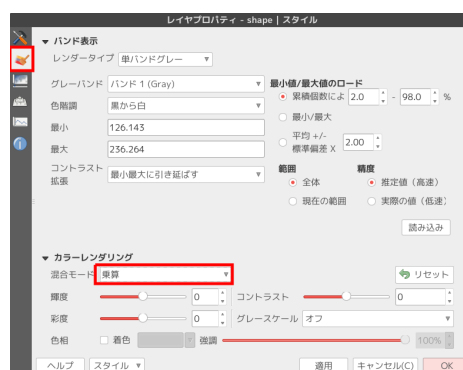 レイヤプロパティ - shape | スタイル
▼ バンド表示
レンダータイプ 単バンドグレー
グレーバンド バンド 1 (Gray)
色階調 黒から白
最小 126.143
最大 236.264
コントラスト
拡張 最小最大に引き延ばす
最小値/最大値のロード
累積個数によ 2.0 - 98.0 %
最小/最大
平均 +/-
標準偏差 X 2.00
範囲 精度
全体 推定値（高速）
現在の範囲 実際の値（低速）
読み込み
▼ カラーレンダリング
混合モード 乗算 リセット
輝度 0 コントラスト 0
彩度 0 グレースケール オフ
色相 着色 強調 100%
ヘルプ スタイル 適用 キャンセル(C) OK